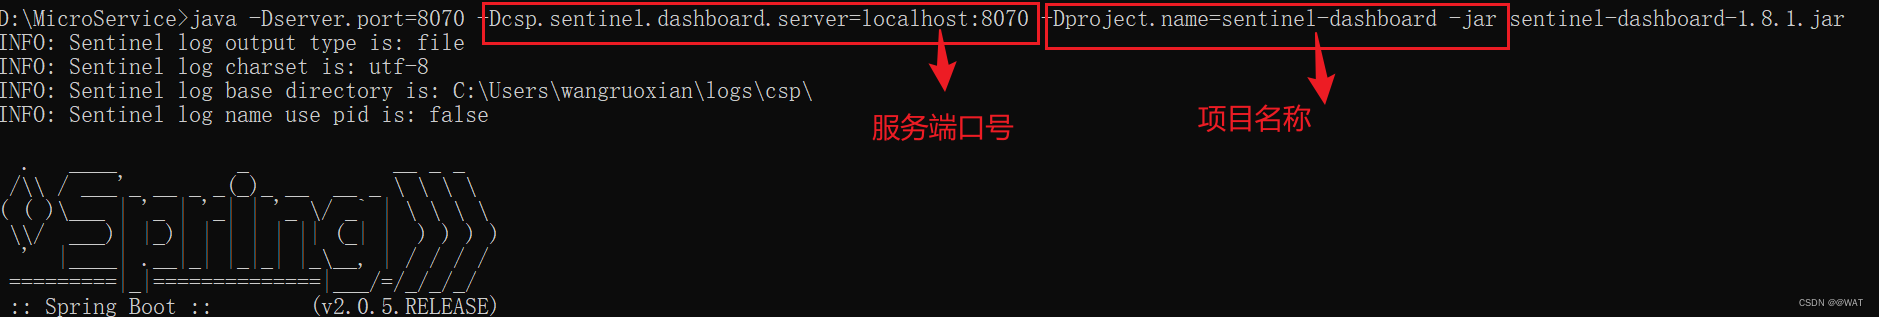 D:\MicroService>java -Dserver.port=8070 -Dcsp.sentinel.dashboard.server=localhost:8070 -Dproject.name=sentinel-dashboard -jar sentinel-dashboard-1.8.1.jar
INFO: Sentinel log output type is: file
INFO: Sentinel log charset is: utf-8
INFO: Sentinel log base directory is: C:\Users\wangruoxian\logs\csp\
INFO: Sentinel log name use pid is: false
服务端口号
项目名称
Spring
:: Spring Boot :: (v2.0.5.RELEASE)
CSDN @@WAT